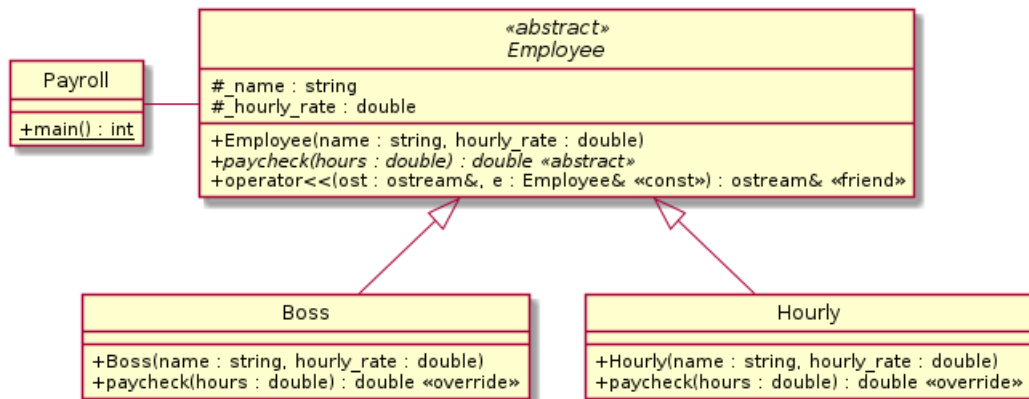 Payroll
+main() : int
«abstract»
Employee
#_name : string
#_hourly_rate : double
+Employee(name : string, hourly_rate : double)
+paycheck(hours : double) : double «abstract»
+operator<<(ost : ostream&, e : Employee& «const») : ostream& «friend»
Boss
+Boss(name : string, hourly_rate : double)
+paycheck(hours : double) : double «override»
Hourly
+Hourly(name : string, hourly_rate : double)
+paycheck(hours : double) : double «override»